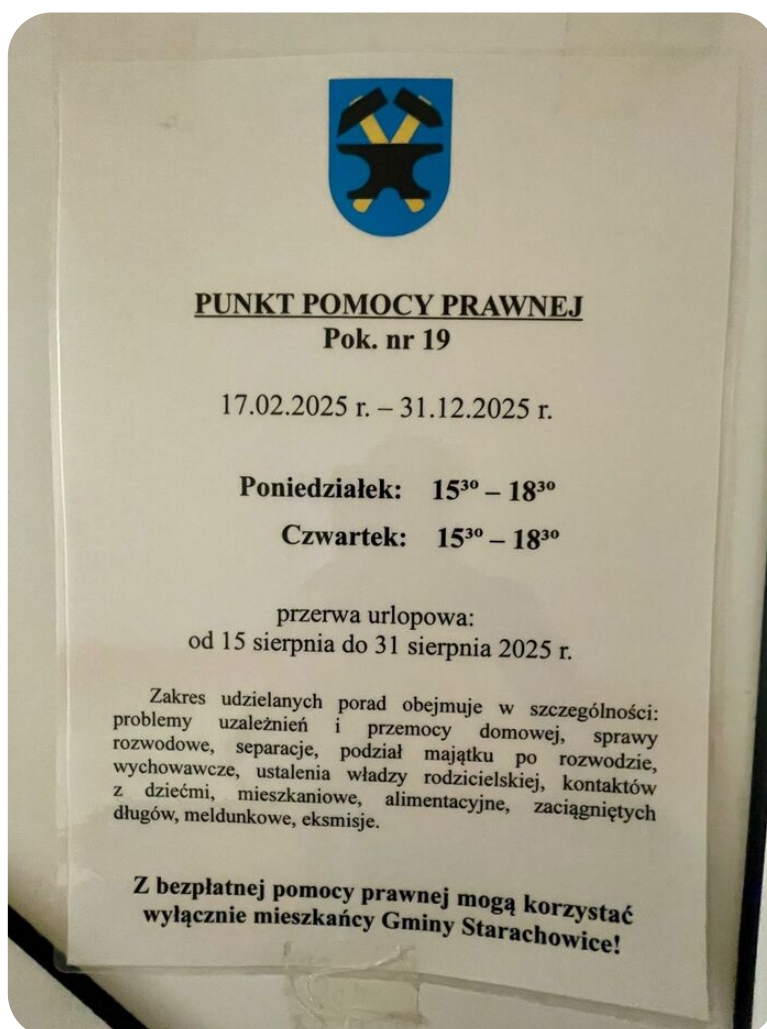 PUNKT POMOCY PRAWNEJ
Pok. nr 19
17.02.2025 r. – 31.12.2025 r.
Poniedziałek: 15³⁰ – 18³⁰
Czwartek: 15³⁰ – 18³⁰
przerwa urlopowa:
od 15 sierpnia do 31 sierpnia 2025 r.
Zakres udzielanych porad obejmuje w szczególności:
problemy uzależnień i przemocy domowej, sprawy
rozwodowe, separacje, podział majątku po rozwodzie,
wychowawcze, ustalenia władzy rodzicielskiej, kontaktów
z dziećmi, mieszkaniowe, alimentacyjne, zaciągniętych
długów, meldunkowe, eksmisje.
Z bezpłatnej pomocy prawnej mogą korzystać
wyłącznie mieszkańcy Gminy Starachowice!